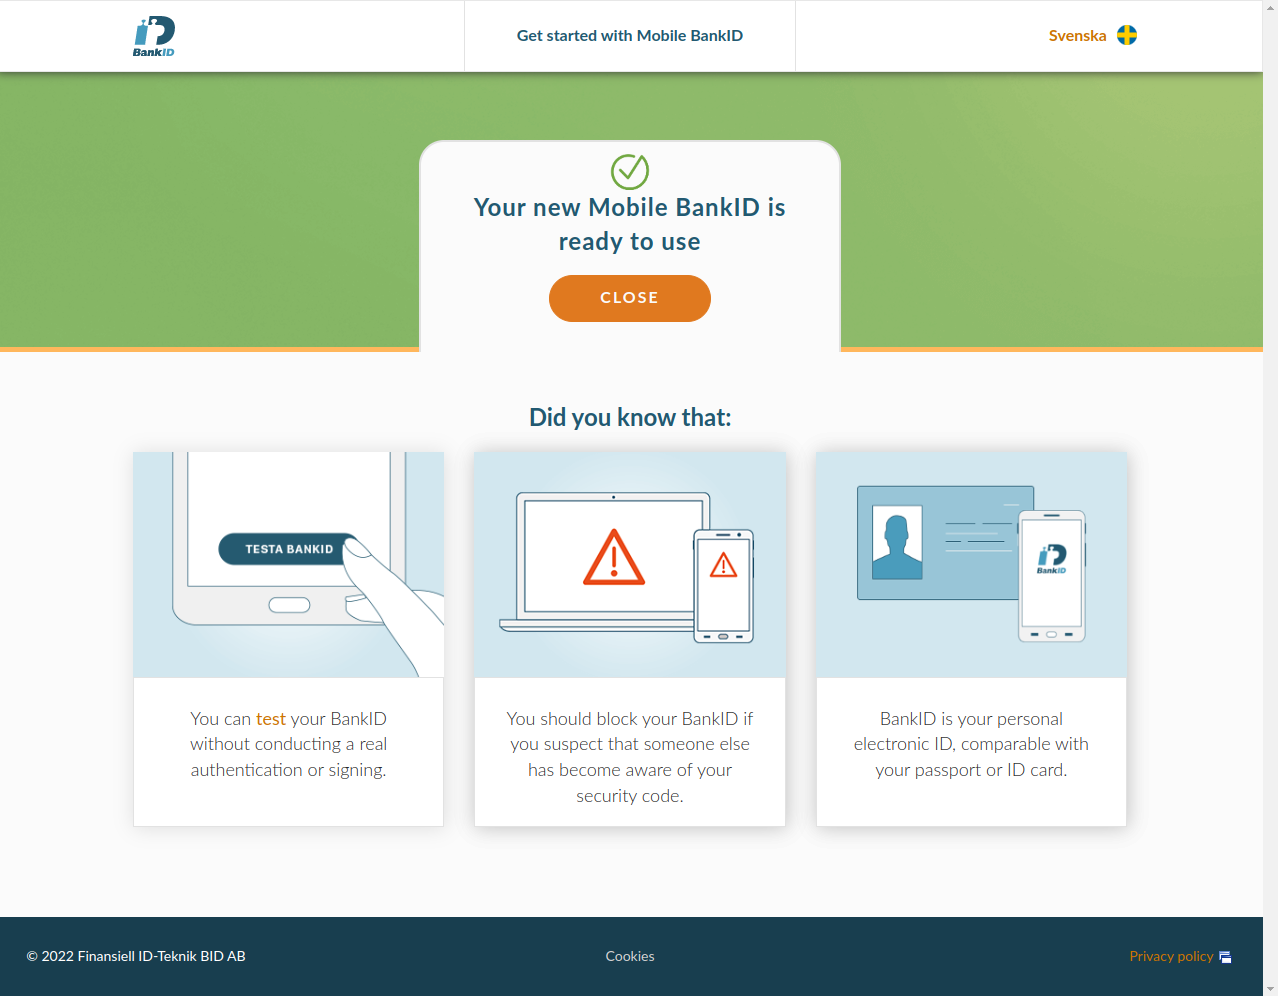 BankID
Get started with Mobile BankID
Svenska
Your new Mobile BankID is
ready to use
CLOSE
Did you know that:
TESTA BANKID
BankID
You can test your BankID
without conducting a real
authentication or signing.
You should block your BankID if
you suspect that someone else
has become aware of your
security code.
BankID is your personal
electronic ID, comparable with
your passport or ID card.
© 2022 Finansiell ID-Teknik BID AB
Cookies
Privacy policy